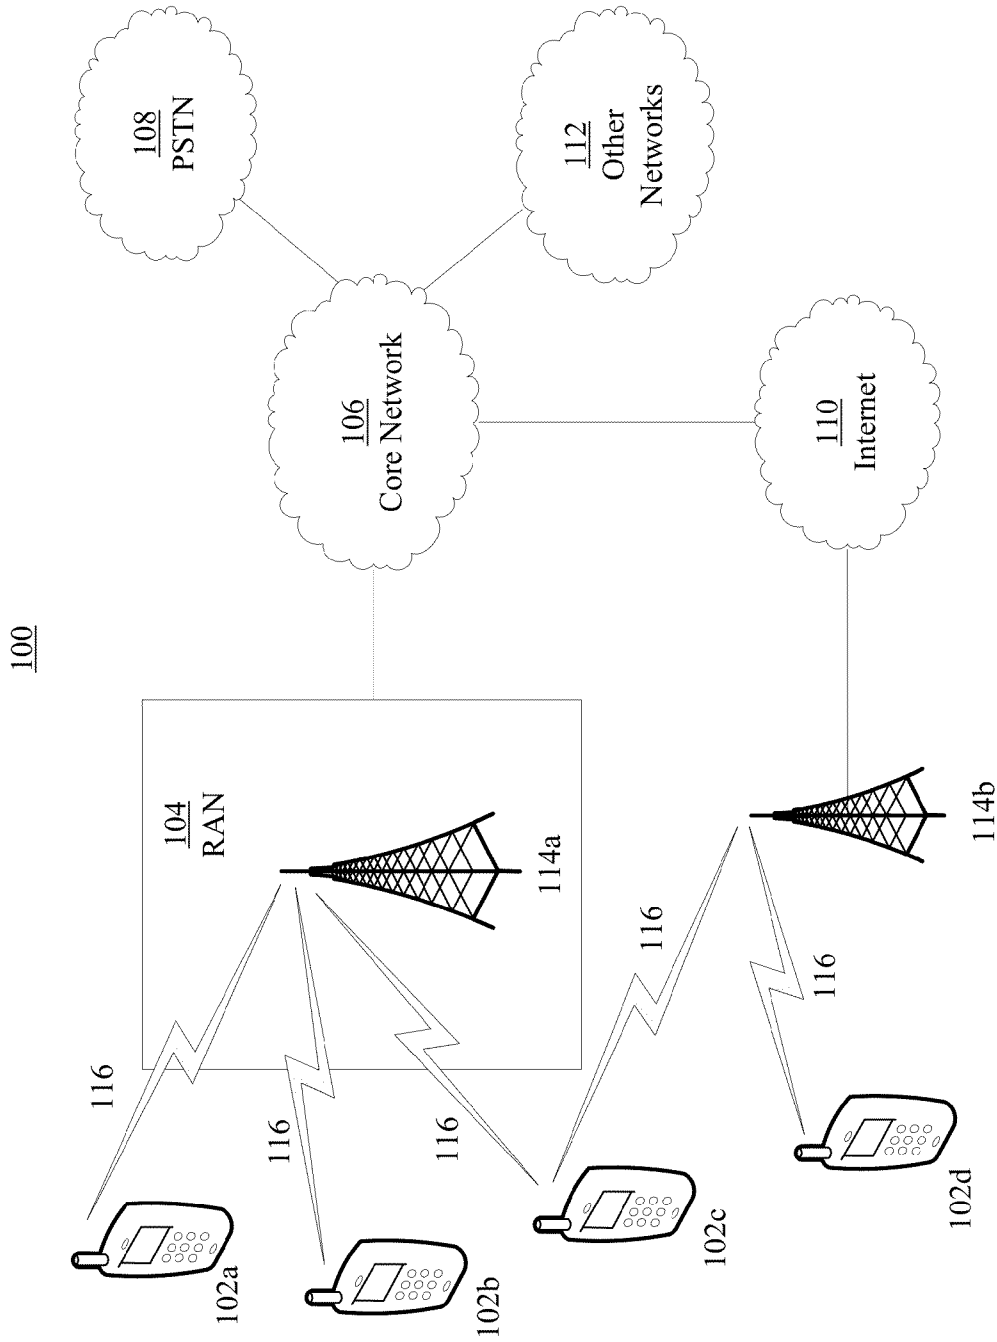 100
108
PSTN
112
Other
Networks
106
Core Network
110
Internet
104
RAN
114a
114b
116
116
116
116
116
102a
102b
102c
102d